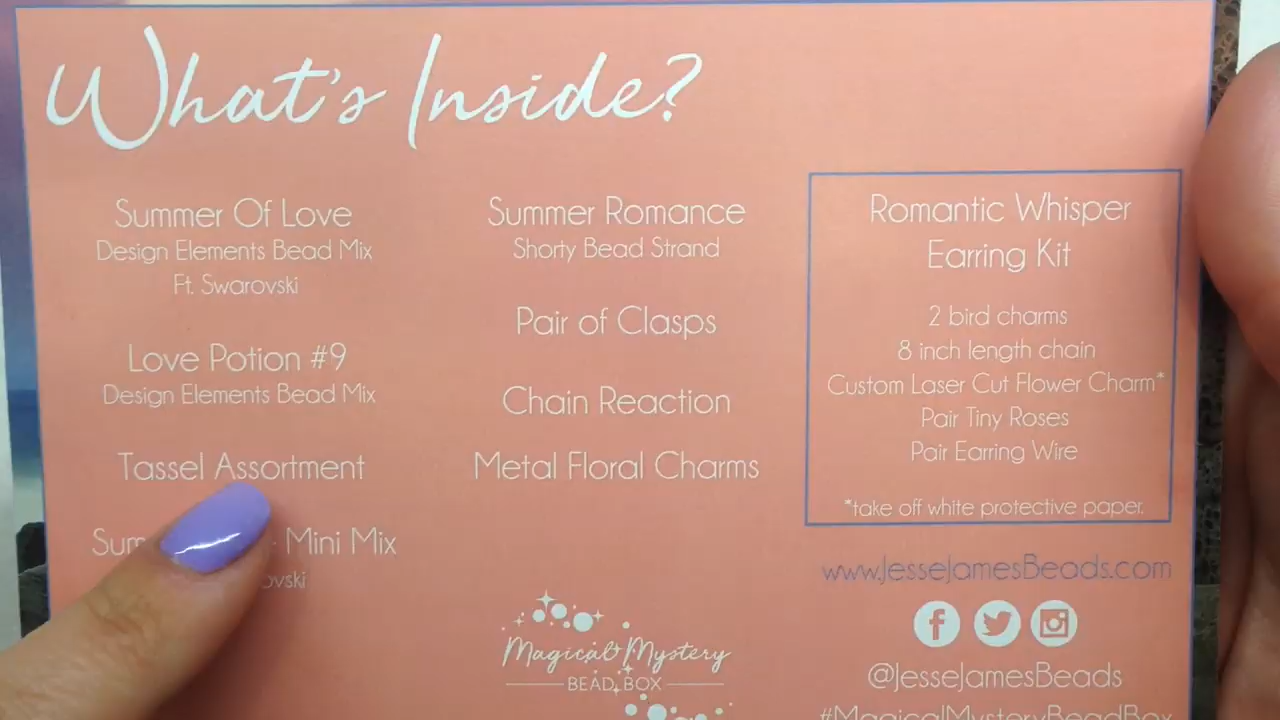 What's Inside?
Summer Of Love
Design Elements Bead Mix
Ft. Swarovski
Love Potion #9
Design Elements Bead Mix
Tassel Assortment
Mini Mix
Summer Romance
Shorty Bead Strand
Pair of Clasps
Chain Reaction
Metal Floral Charms
Magical Mystery
BEAD BOX
Romantic Whisper
Earring Kit
2 bird charms
8 inch length chain
Custom Laser Cut Flower Charm*
Pair Tiny Roses
Pair Earring Wire
*take off white protective paper.
www.JesseJamesBeads.com
@JesseJamesBeads
#MagicalMysteryBeadBox